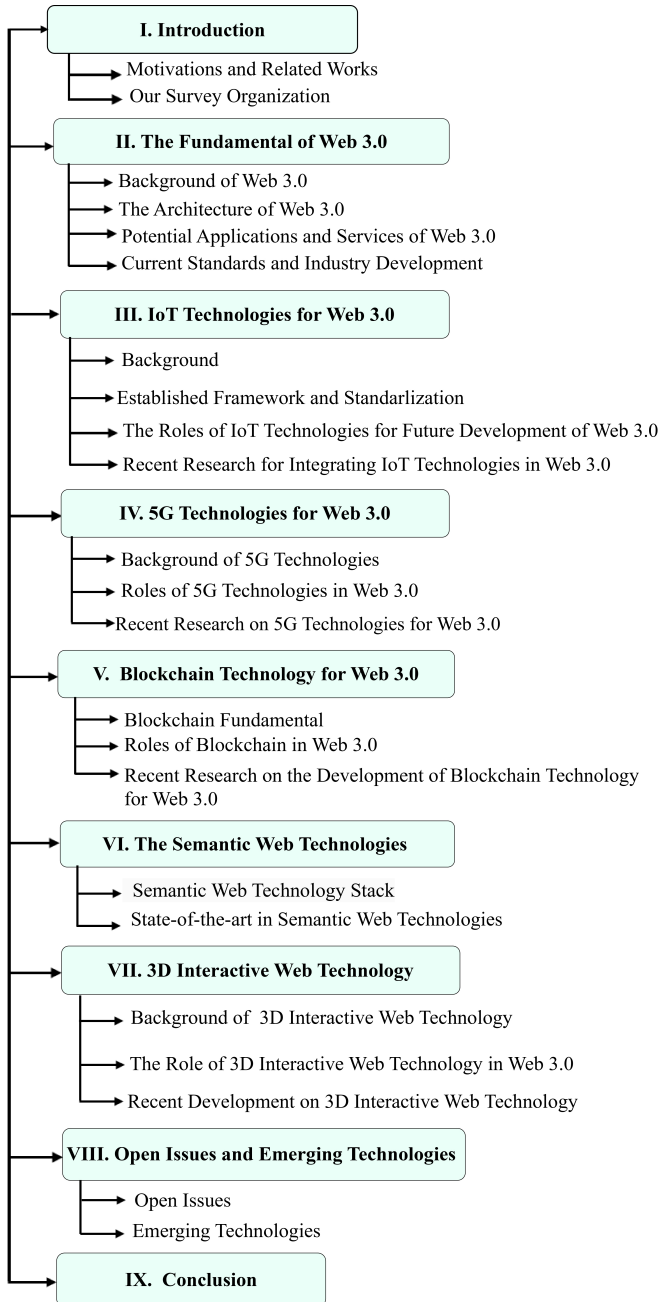 I. Introduction
Motivations and Related Works
Our Survey Organization
II. The Fundamental of Web 3.0
Background of Web 3.0
The Architecture of Web 3.0
Potential Applications and Services of Web 3.0
Current Standards and Industry Development
III. IoT Technologies for Web 3.0
Background
Established Framework and Standarlization
The Roles of IoT Technologies for Future Development of Web 3.0
Recent Research for Integrating IoT Technologies in Web 3.0
IV. 5G Technologies for Web 3.0
Background of 5G Technologies
Roles of 5G Technologies in Web 3.0
Recent Research on 5G Technologies for Web 3.0
V. Blockchain Technology for Web 3.0
Blockchain Fundamental
Roles of Blockchain in Web 3.0
Recent Research on the Development of Blockchain Technology
for Web 3.0
VI. The Semantic Web Technologies
Semantic Web Technology Stack
State-of-the-art in Semantic Web Technologies
VII. 3D Interactive Web Technology
Background of 3D Interactive Web Technology
The Role of 3D Interactive Web Technology in Web 3.0
Recent Development on 3D Interactive Web Technology
VIII. Open Issues and Emerging Technologies
Open Issues
Emerging Technologies
IX. Conclusion